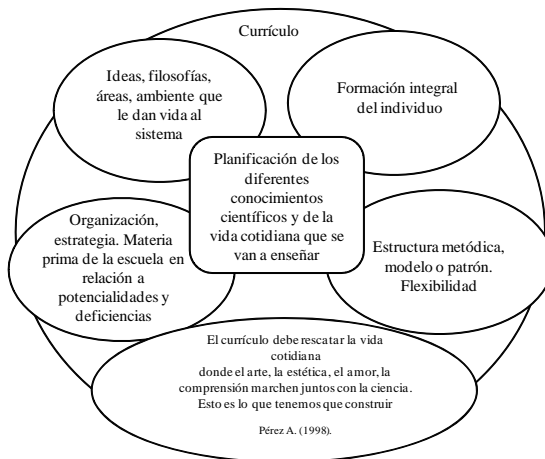 Currículo
Ideas, filosofías,
áreas, ambiente que
le dan vida al
sistema
Formación integral
del individuo
Planificación de los
diferentes
conocimientos
científicos y de la
vida cotidiana que se
van a enseñar
Organización,
estrategia. Materia
prima de la escuela en
relación a
potencialidades y
deficiencias
Estructura metódica,
modelo o patrón.
Flexibilidad
El currículo debe rescatar la vida
cotidiana
donde el arte, la estética, el amor, la
comprensión marchen juntos con la ciencia.
Esto es lo que tenemos que construir
Pérez A. (1998).